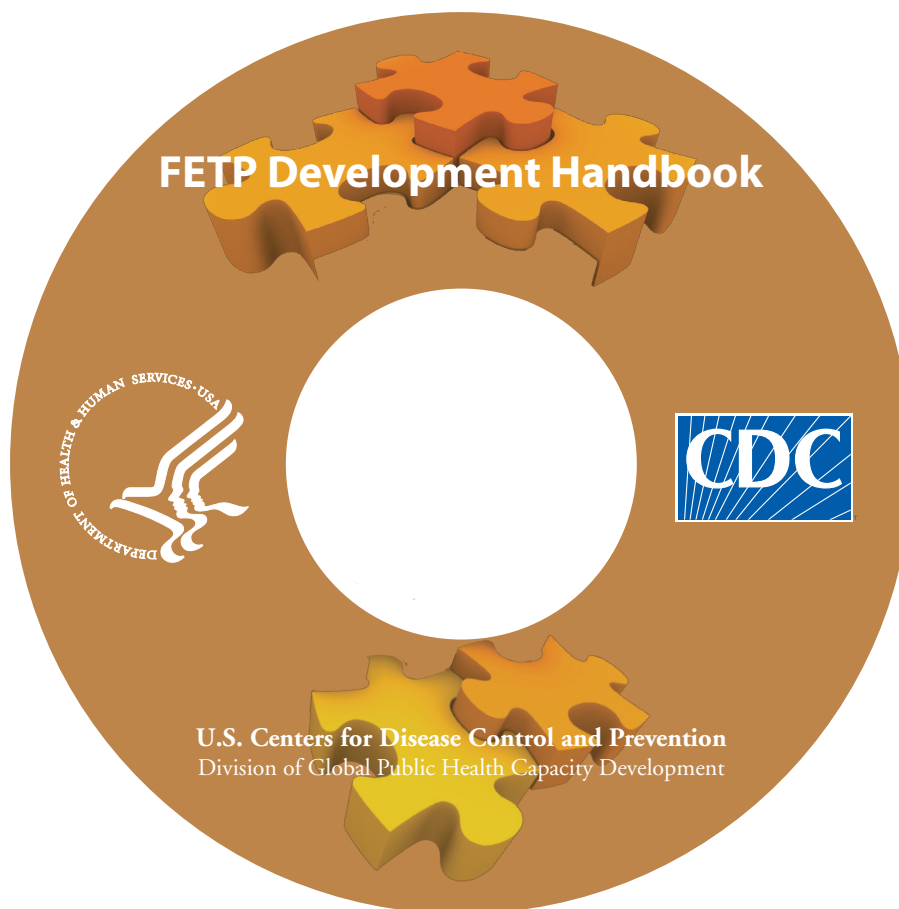 FETP Development Handbook
DEPARTMENT OF HEALTH & HUMAN SERVICES · USA
CDC
U.S. Centers for Disease Control and Prevention
Division of Global Public Health Capacity Development